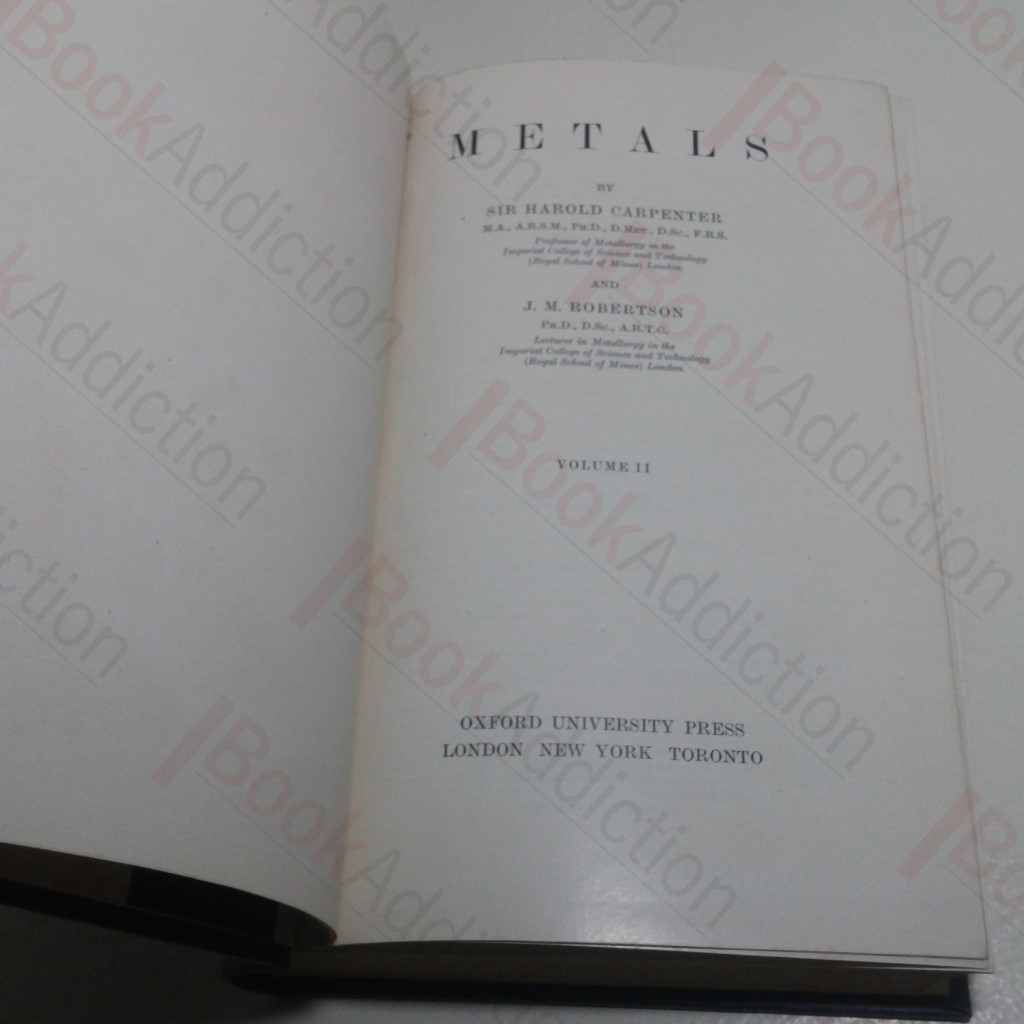 METALS
BY
SIR HAROLD CARPENTER
M.A., A.R.S.M., PH.D., D.MET., D.SC., F.R.S.
Professor of Metallurgy in the
Imperial College of Science and Technology
(Royal School of Mines) London
AND
J. M. ROBERTSON
PH.D., D.SC., A.R.T.C.
Lecturer in Metallurgy in the
Imperial College of Science and Technology
(Royal School of Mines) London
VOLUME II
OXFORD UNIVERSITY PRESS
LONDON NEW YORK TORONTO
BookAddiction